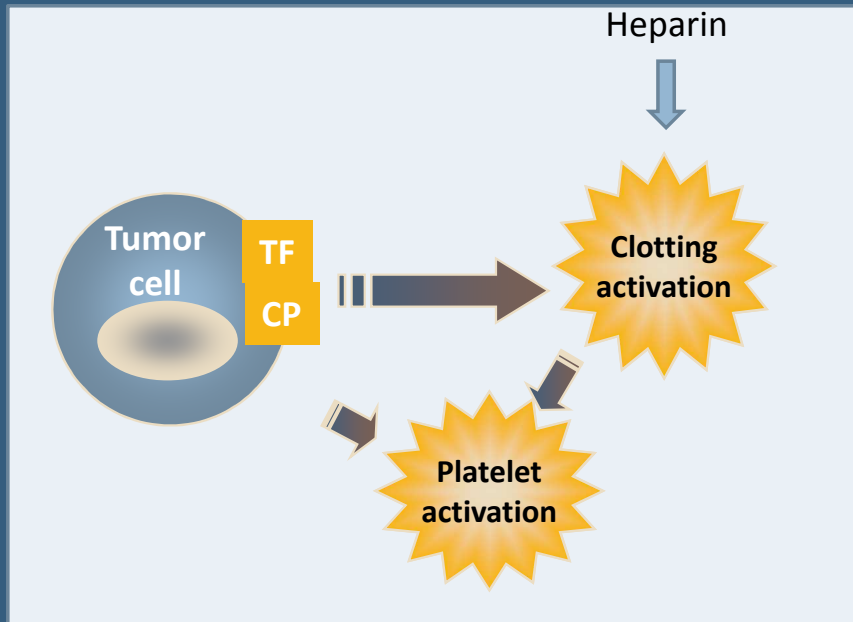 Heparin
Tumor
cell
TF
CP
Clotting
activation
Platelet
activation